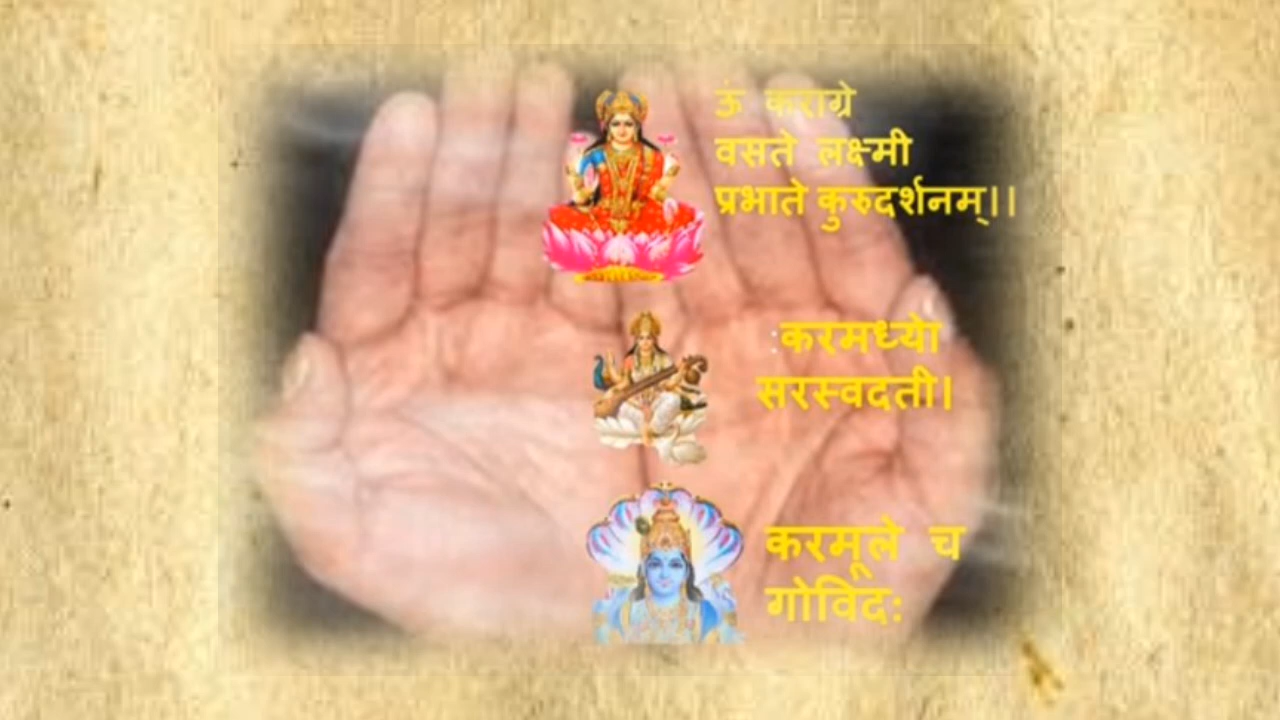 ऊं कराग्रे
वसते लक्ष्मी
प्रभाते कुरुदर्शनम्।।
:करमध्येा
सरस्वदती।
करमूले च
गोविंद: